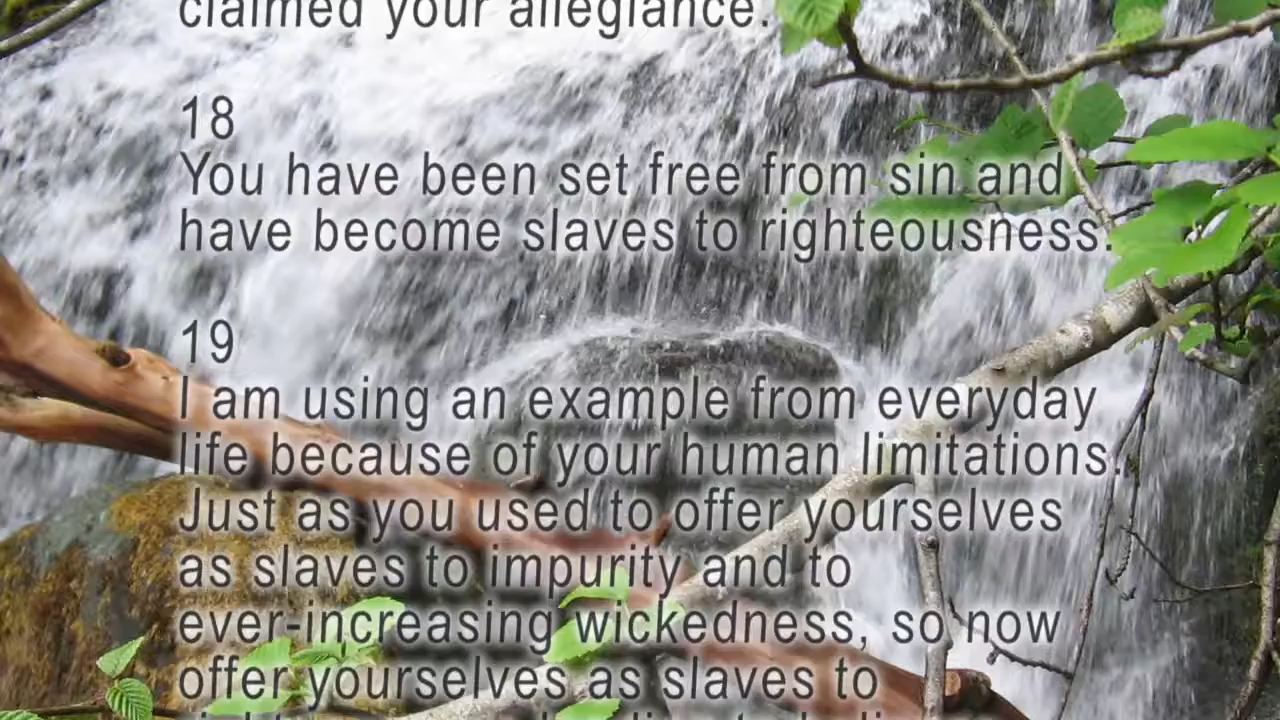 claimed your allegiance.
18
You have been set free from sin and
have become slaves to righteousness.
19
I am using an example from everyday
life because of your human limitations.
Just as you used to offer yourselves
as slaves to impurity and to
ever-increasing wickedness, so now
offer yourselves as slaves to